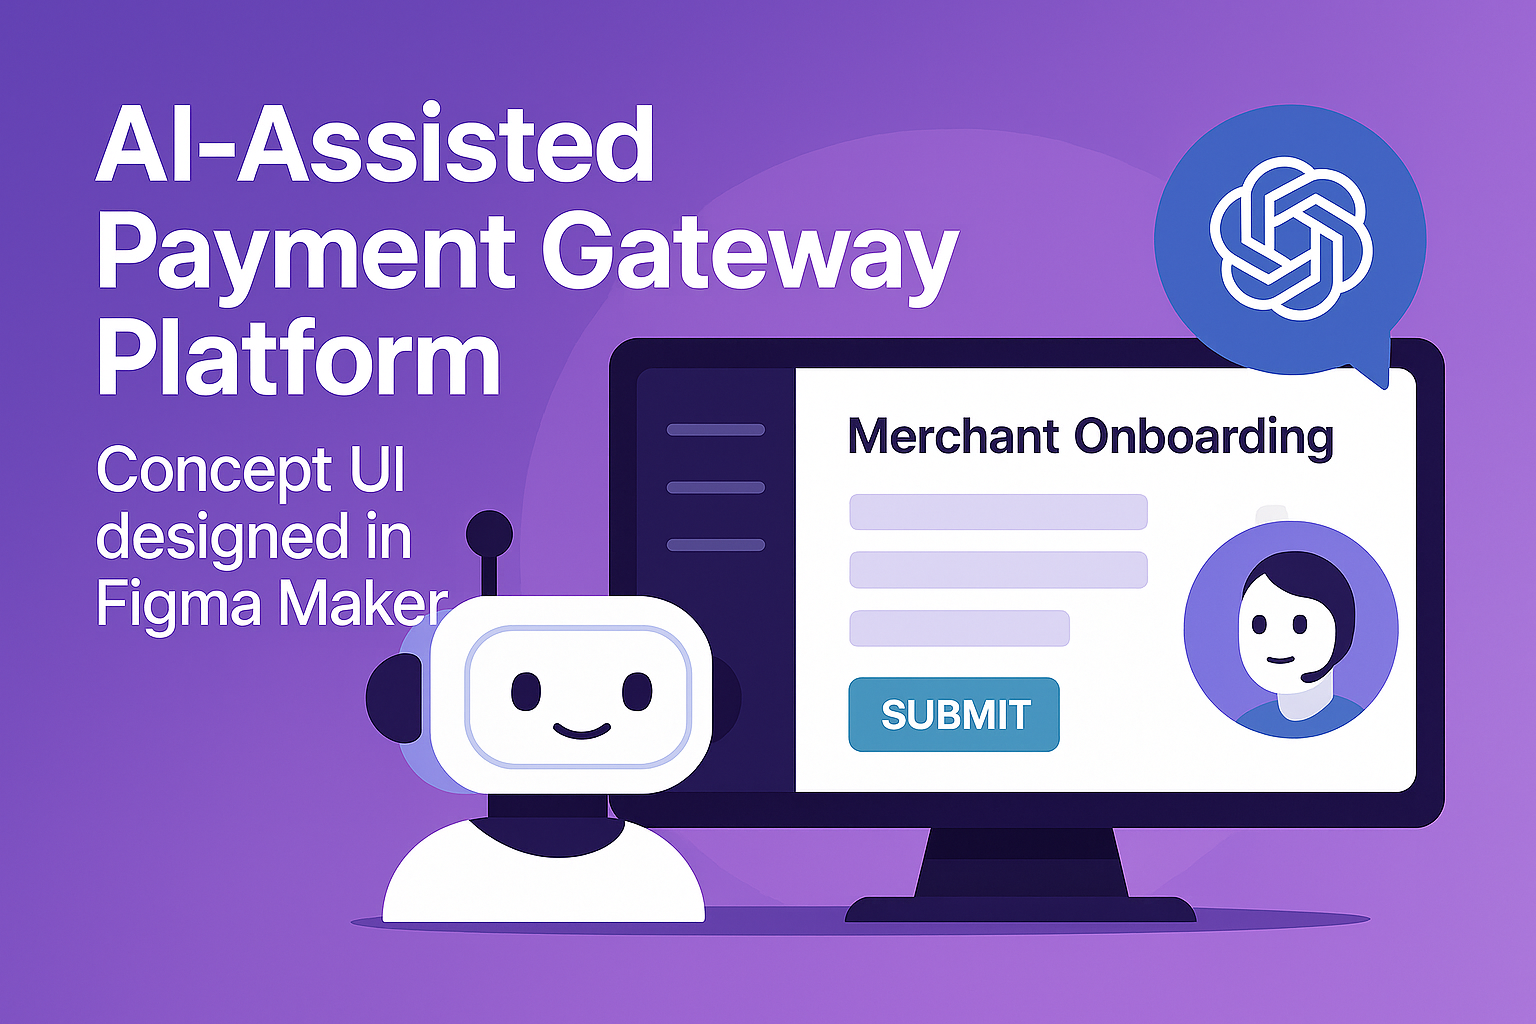 AI-Assisted
Payment Gateway
Platform
Concept UI
designed in
Figma Maker
Merchant Onboarding
SUBMIT